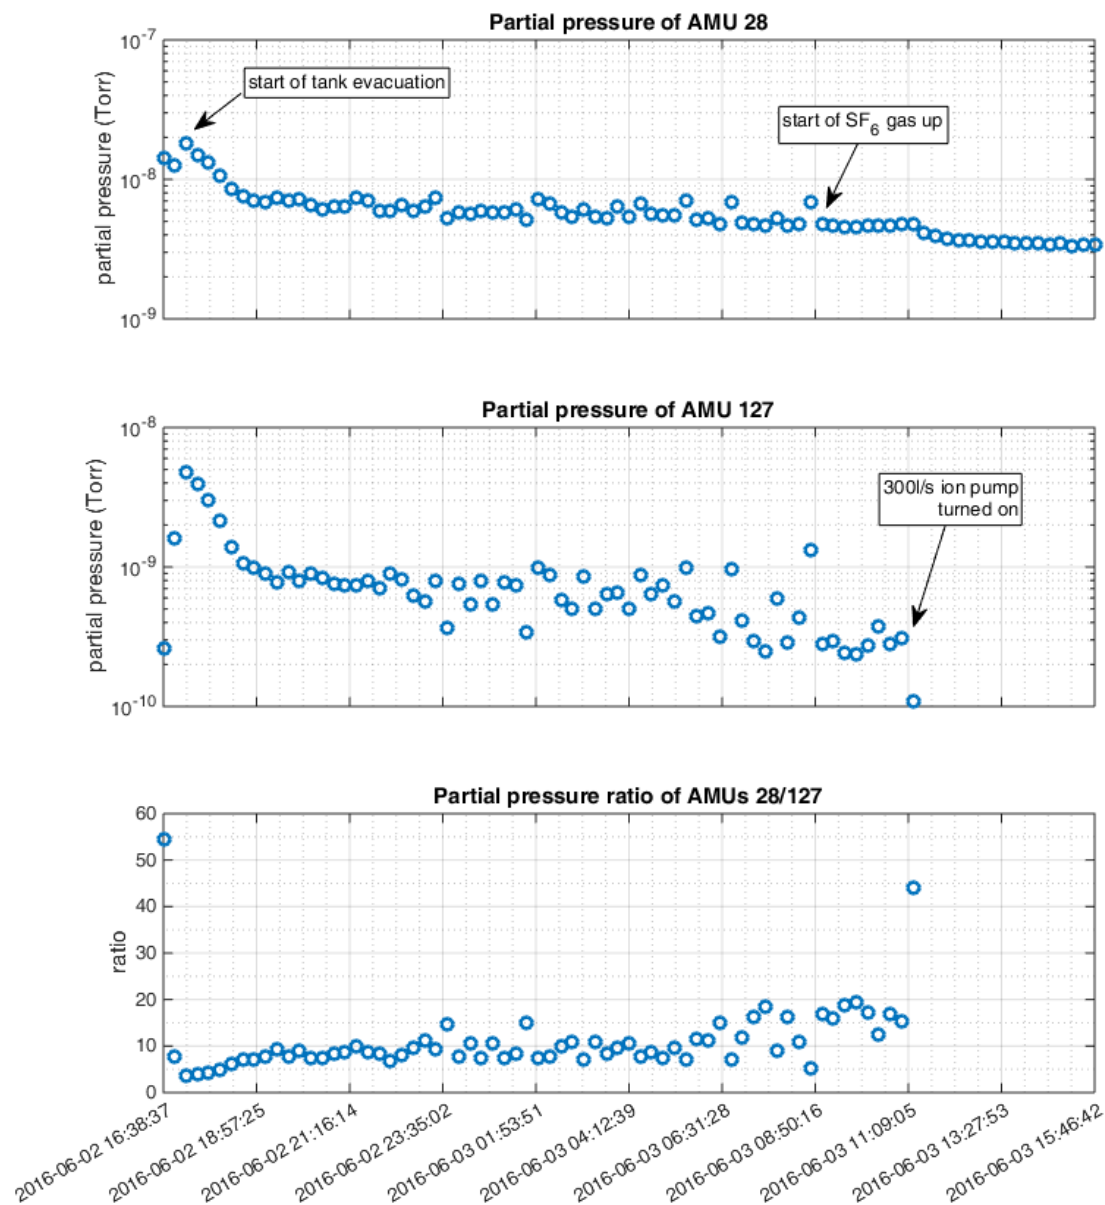 Partial pressure of AMU 28
10-7
start of tank evacuation
start of SF6 gas up
partial pressure (Torr)
10-8
10-9
Partial pressure of AMU 127
10-8
300l/s ion pump
turned on
partial pressure (Torr)
10-9
10-10
Partial pressure ratio of AMUs 28/127
60
50
40
ratio
30
20
10
0
2016-06-02 16:38:37
2016-06-02 18:57:25
2016-06-02 21:16:14
2016-06-02 23:35:02
2016-06-03 01:53:51
2016-06-03 04:12:39
2016-06-03 06:31:28
2016-06-03 08:50:16
2016-06-03 11:09:05
2016-06-03 13:27:53
2016-06-03 15:46:42